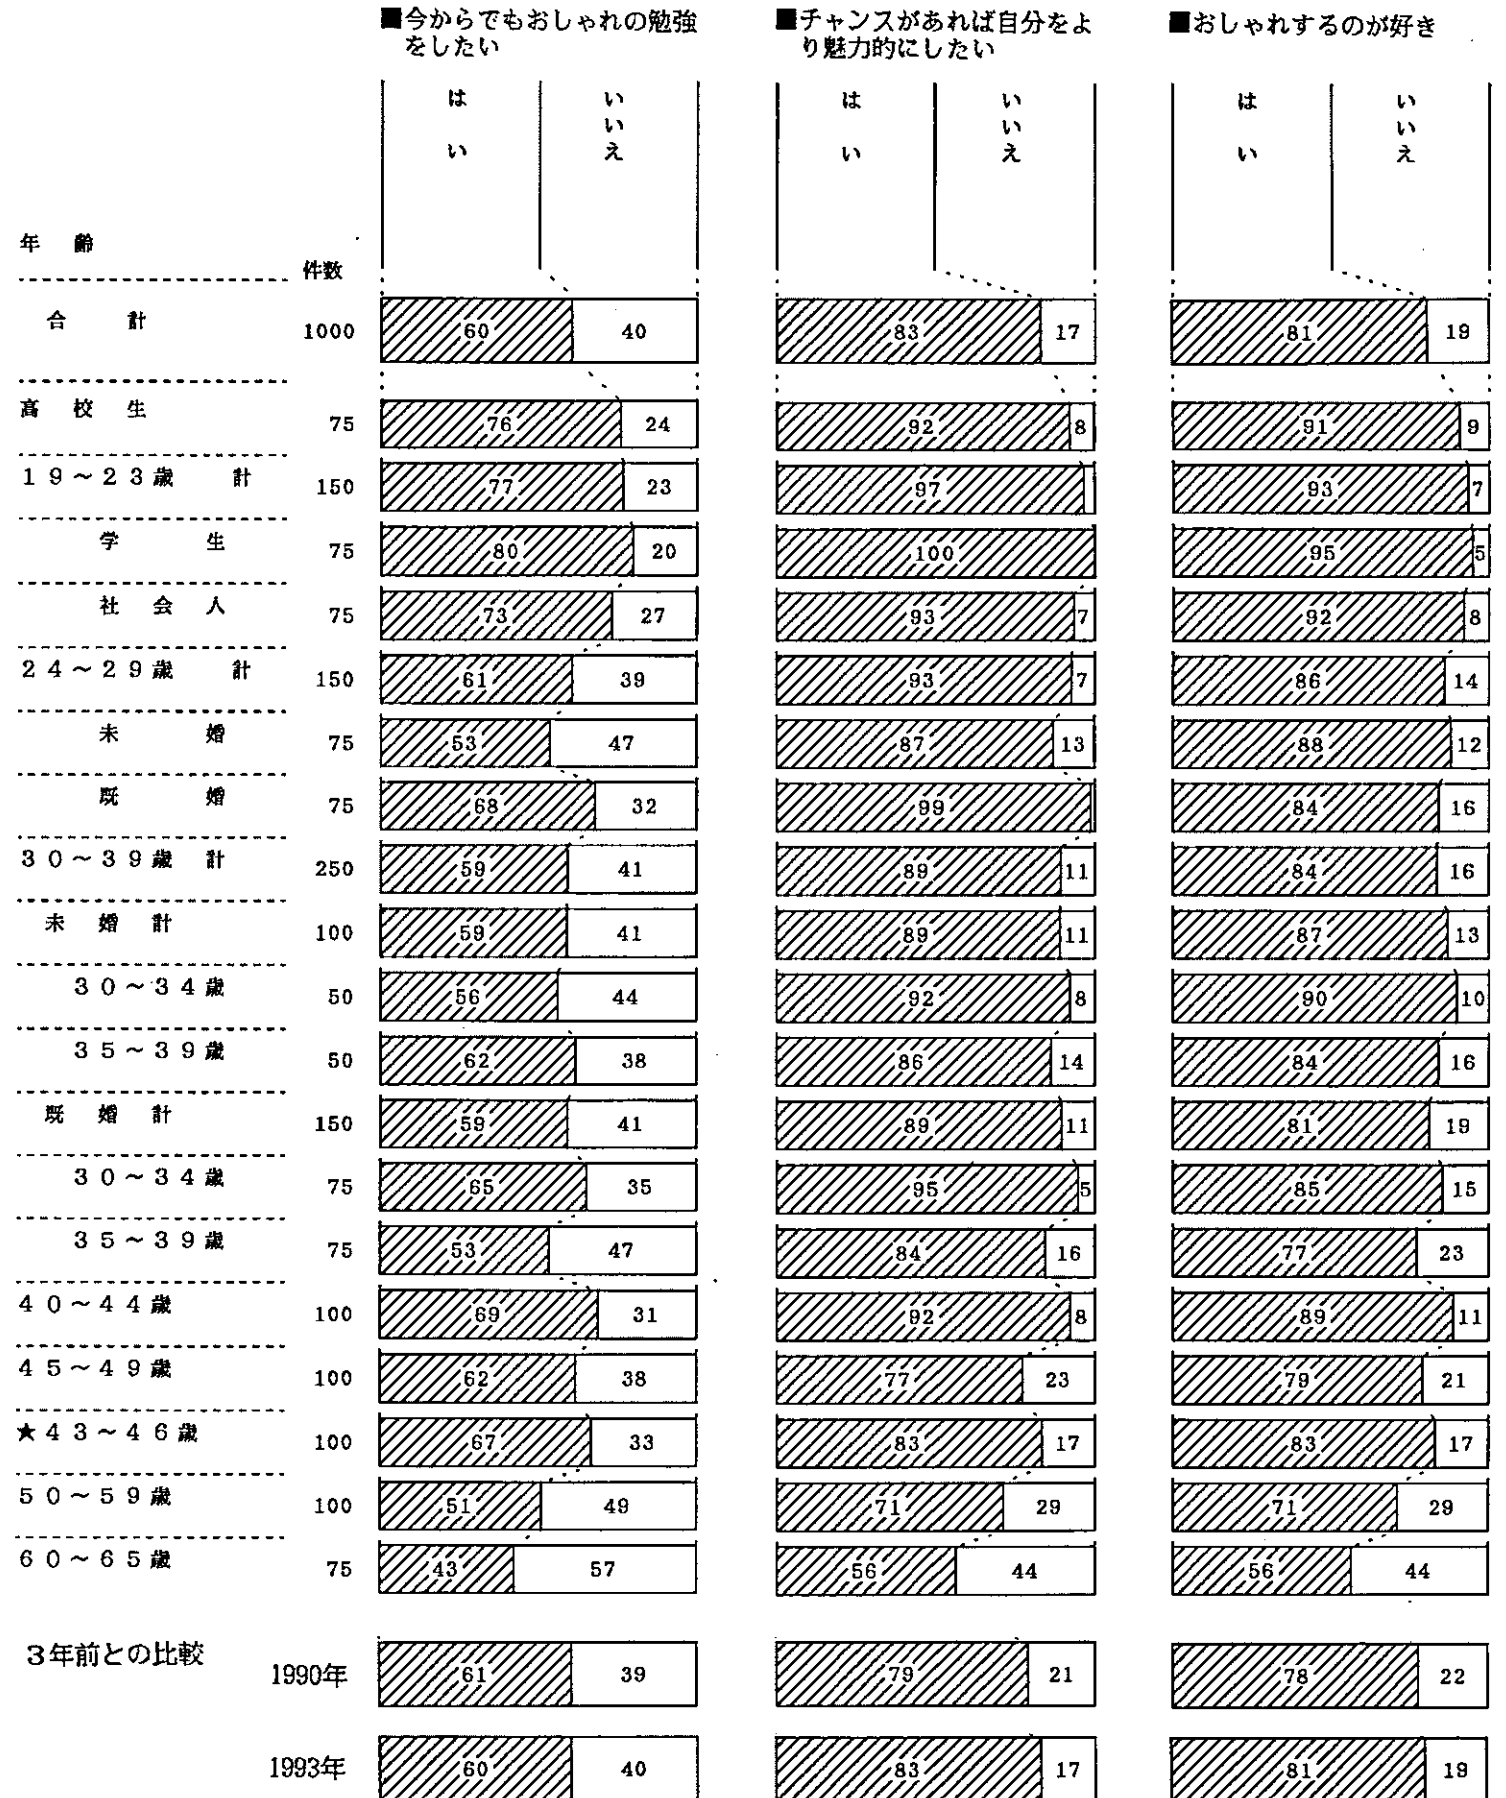 ■今からでもおしゃれの勉強
をしたい
■チャンスがあれば自分をよ
り魅力的にしたい
■おしゃれするのが好き
はい いいえ はい いいえ はい いいえ
年齢
件数
合計 1000 60 40 83 17 81 19
高校生 75 76 24 92 8 91 9
19～23歳 計 150 77 23 97 93 7
学生 75 80 20 100 95 5
社会人 75 73 27 93 7 92 8
24～29歳 計 150 61 39 93 7 86 14
未婚 75 53 47 87 13 88 12
既婚 75 68 32 99 84 16
30～39歳 計 250 59 41 89 11 84 16
未婚計 100 59 41 89 11 87 13
30～34歳 50 56 44 92 8 90 10
35～39歳 50 62 38 86 14 84 16
既婚計 150 59 41 89 11 81 19
30～34歳 75 65 35 95 5 85 15
35～39歳 75 53 47 84 16 77 23
40～44歳 100 69 31 92 8 89 11
45～49歳 100 62 38 77 23 79 21
★43～46歳 100 67 33 83 17 83 17
50～59歳 100 51 49 71 29 71 29
60～65歳 75 43 57 56 44 56 44
3年前との比較
1990年 61 39 79 21 78 22
1993年 60 40 83 17 81 19